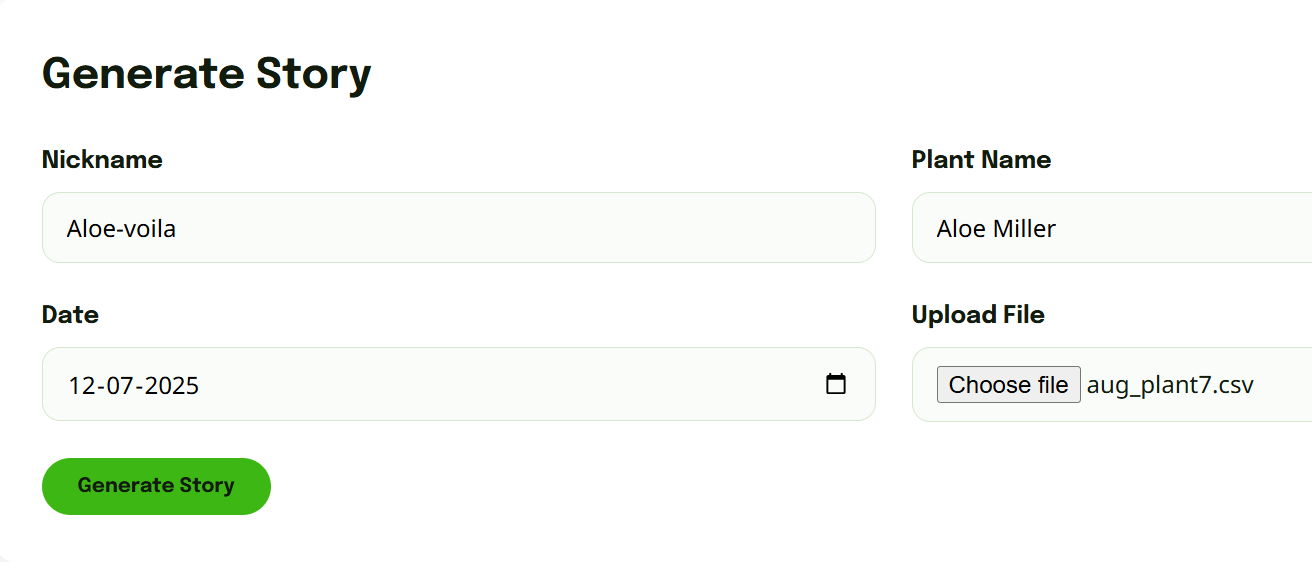 Generate Story
Nickname
Plant Name
Aloe-voila
Aloe Miller
Date
Upload File
12-07-2025
Choose file aug_plant7.csv
Generate Story